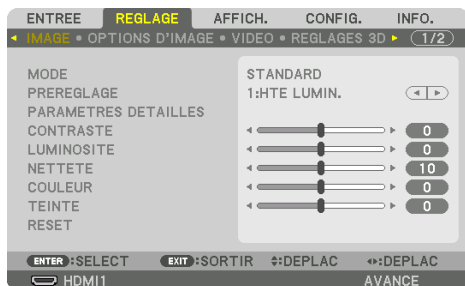 ENTREE REGLAGE AFFICH. CONFIG. INFO.
IMAGE • OPTIONS D'IMAGE • VIDEO • REGLAGES 3D 1/2
MODE STANDARD
PREREGLAGE 1:HTE LUMIN.
PARAMETRES DETAILLES
CONTRASTE 0
LUMINOSITE 0
NETTETE 10
COULEUR 0
TEINTE 0
RESET
ENTER :SELECT EXIT :SORTIR :DEPLAC :DEPLAC
HDMI1 AVANCE